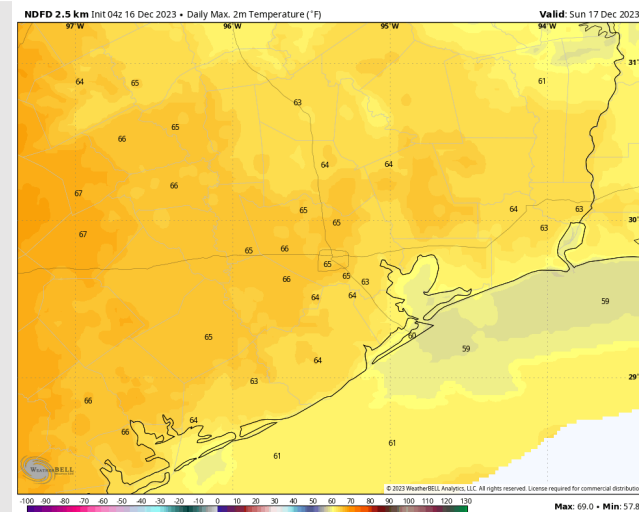 NDFD 2.5 km Init 04z 16 Dec 2023 • Daily Max. 2m Temperature (°F)
Valid: Sun 17 Dec 2023
97°W 96°W 95°W 94°W
31°
64 65 61
63
65
66
64 64
66
67
65 64 63
65 63
30°
67
65 66
65
66 65 63
64 64
59
65 60
59
64
29°
63
66
64
66
61
61
WEATHERBELL
© 2023 WeatherBELL Analytics, LLC. All rights reserved. License required for commercial distributio
-100 -90 -80 -70 -60 -50 -40 -30 -20 -10 0 10 20 30 40 50 60 70 80 90 100 110 120 130
Max: 69.0 • Min: 57.8